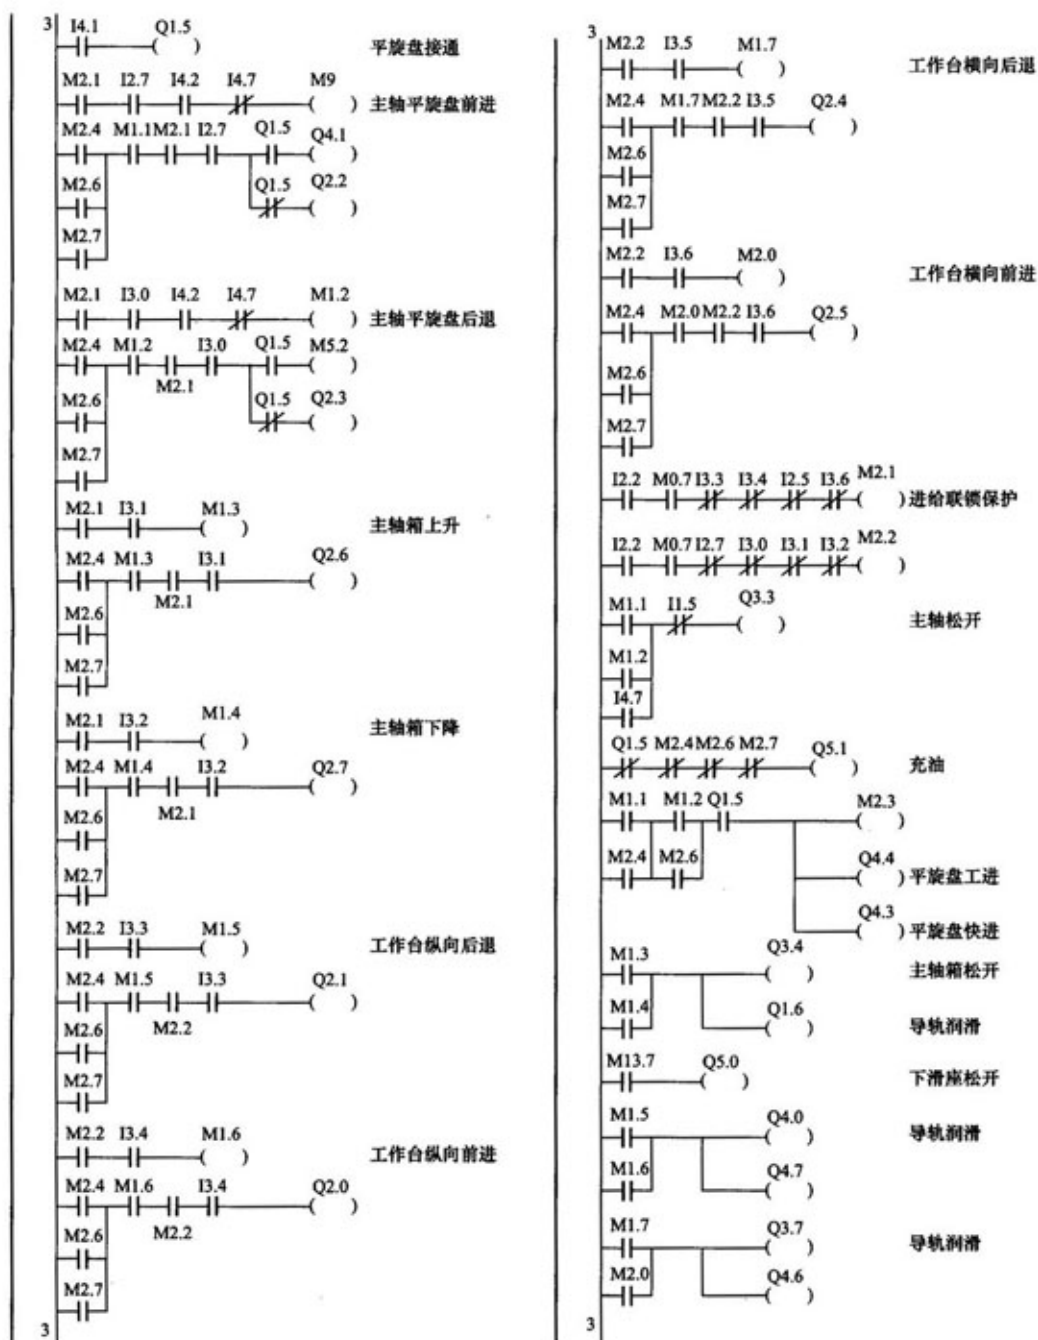 3
I4.1 Q1.5
平旋盘接通
M2.1 I2.7 I4.2 I4.7 M9
主轴平旋盘前进
M2.4 M1.1 M2.1 I2.7 Q1.5 Q4.1
M2.6 Q1.5 Q2.2
M2.7
M2.1 I3.0 I4.2 I4.7 M1.2
主轴平旋盘后退
M2.4 M1.2 I3.0 Q1.5 M5.2
M2.1
M2.6 Q1.5 Q2.3
M2.7
M2.1 I3.1 M1.3
主轴箱上升
M2.4 M1.3 I3.1 Q2.6
M2.1
M2.6
M2.7
M2.1 I3.2 M1.4
主轴箱下降
M2.4 M1.4 I3.2 Q2.7
M2.1
M2.6
M2.7
M2.2 I3.3 M1.5
工作台纵向后退
M2.4 M1.5 I3.3 Q2.1
M2.2
M2.6
M2.7
M2.2 I3.4 M1.6
工作台纵向前进
M2.4 M1.6 I3.4 Q2.0
M2.2
M2.6
M2.7
3
3
M2.2 I3.5 M1.7
工作台横向后退
M2.4 M1.7 M2.2 I3.5 Q2.4
M2.6
M2.7
M2.2 I3.6 M2.0
工作台横向前进
M2.4 M2.0 M2.2 I3.6 Q2.5
M2.6
M2.7
I2.2 M0.7 I3.3 I3.4 I2.5 I3.6 M2.1
进给联锁保护
I2.2 M0.7 I2.7 I3.0 I3.1 I3.2 M2.2
M1.1 I1.5 Q3.3
主轴松开
M1.2
I4.7
Q1.5 M2.4 M2.6 M2.7 Q5.1
充油
M1.1 M1.2 Q1.5 M2.3
M2.4 M2.6 Q4.4
平旋盘工进
Q4.3
平旋盘快进
M1.3 Q3.4
主轴箱松开
M1.4 Q1.6
导轨润滑
M13.7 Q5.0
下滑座松开
M1.5 Q4.0
导轨润滑
M1.6 Q4.7
M1.7 Q3.7
导轨润滑
M2.0 Q4.6
3